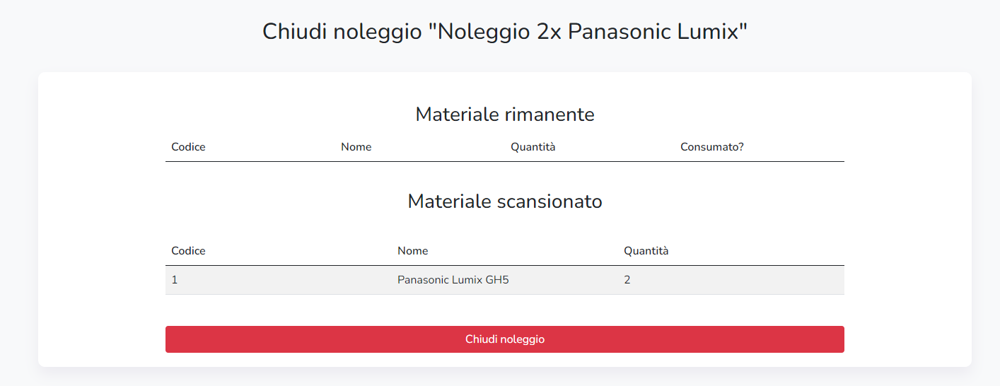 Chiudi noleggio "Noleggio 2x Panasonic Lumix"
Materiale rimanente
Codice Nome Quantità Consumato?
Materiale scansionato
Codice Nome Quantità
1 Panasonic Lumix GH5 2
Chiudi noleggio